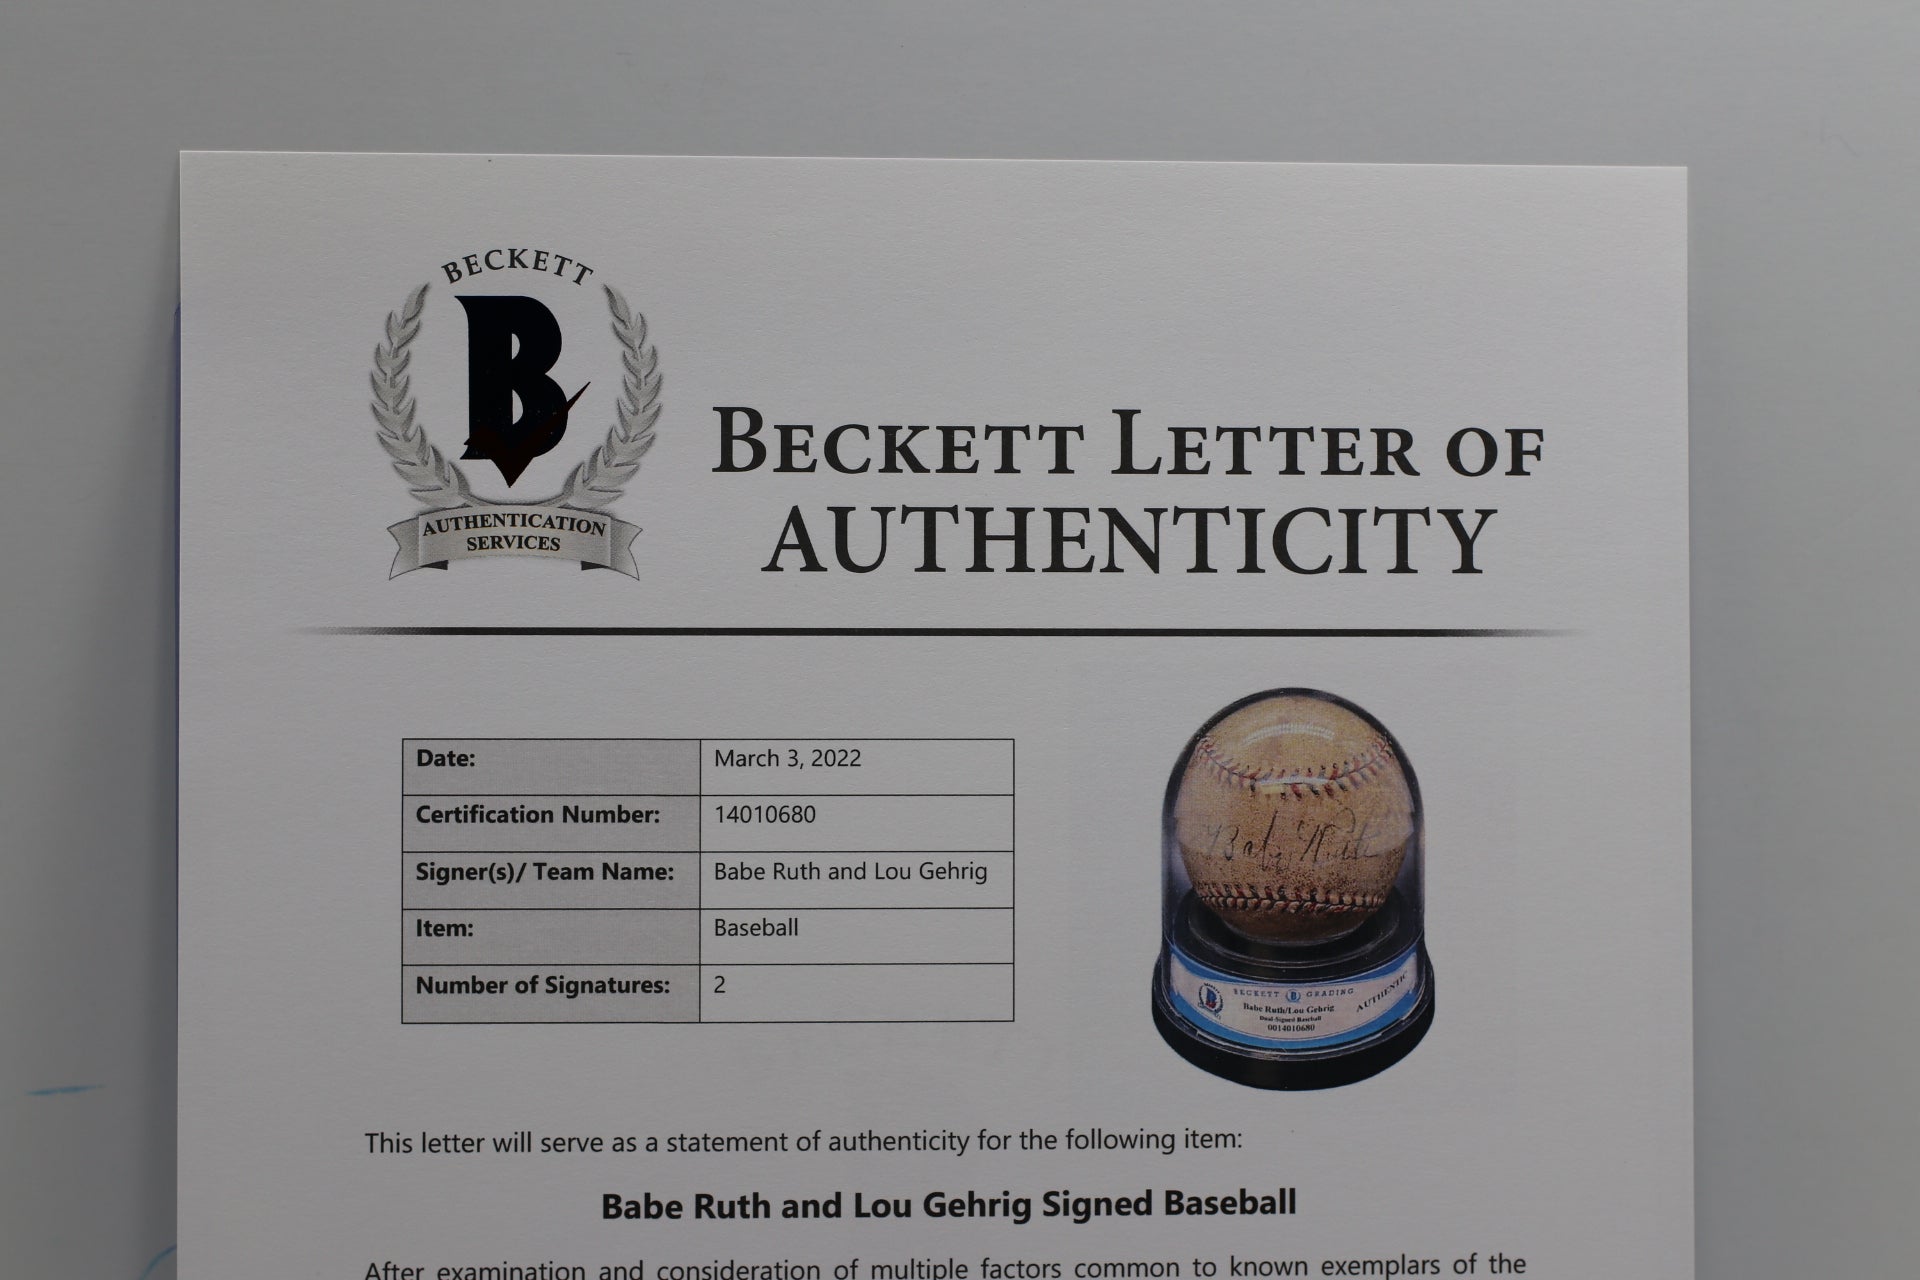 BECKETT
B
AUTHENTICATION
SERVICES
BECKETT LETTER OF
AUTHENTICITY
Date: March 3, 2022
Certification Number: 14010680
Signer(s)/ Team Name: Babe Ruth and Lou Gehrig
Item: Baseball
Number of Signatures: 2
Babe Ruth
BECKETT B GRADING
AUTHENTIC
Babe Ruth/Lou Gehrig
Dual-Signed Baseball
0014010680
This letter will serve as a statement of authenticity for the following item:
Babe Ruth and Lou Gehrig Signed Baseball
After examination and consideration of multiple factors common to known exemplars of the